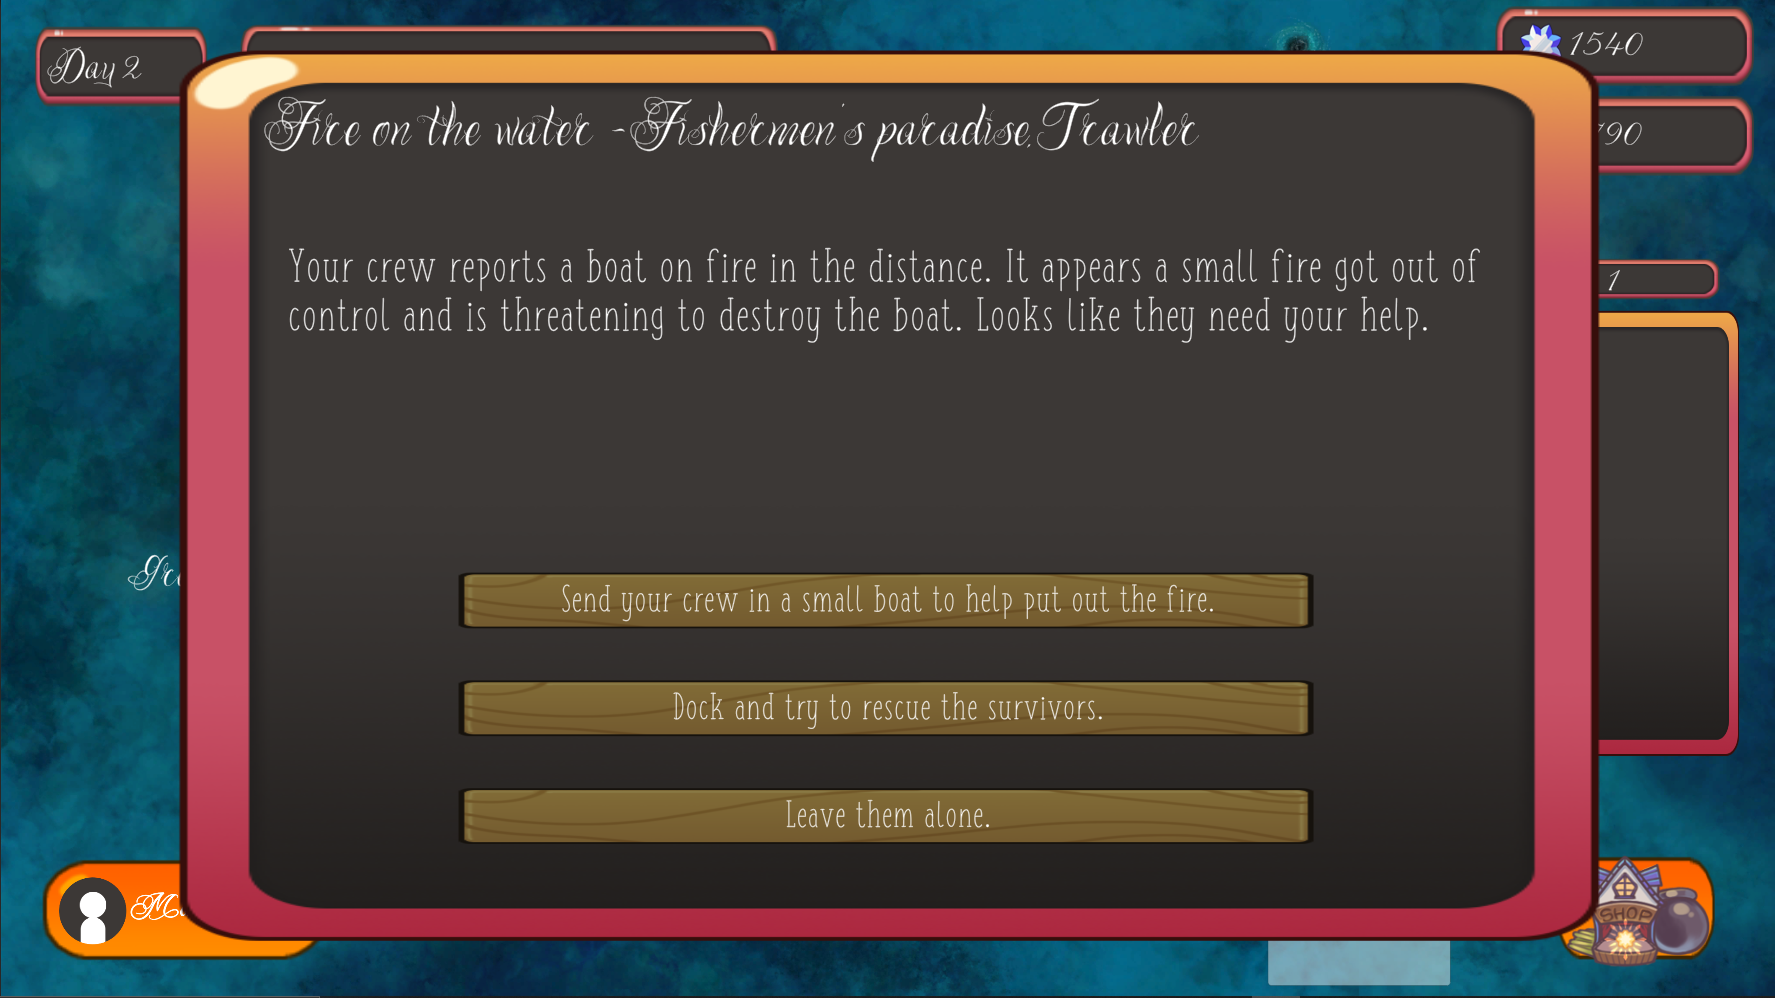 Day 2
1540
90
Fire on the water - Fishermen's paradise, Trawler
Your crew reports a boat on fire in the distance. It appears a small fire got out of
control and is threatening to destroy the boat. Looks like they need your help.
1
Send your crew in a small boat to help put out the fire.
Dock and try to rescue the survivors.
Leave them alone.
SHOP